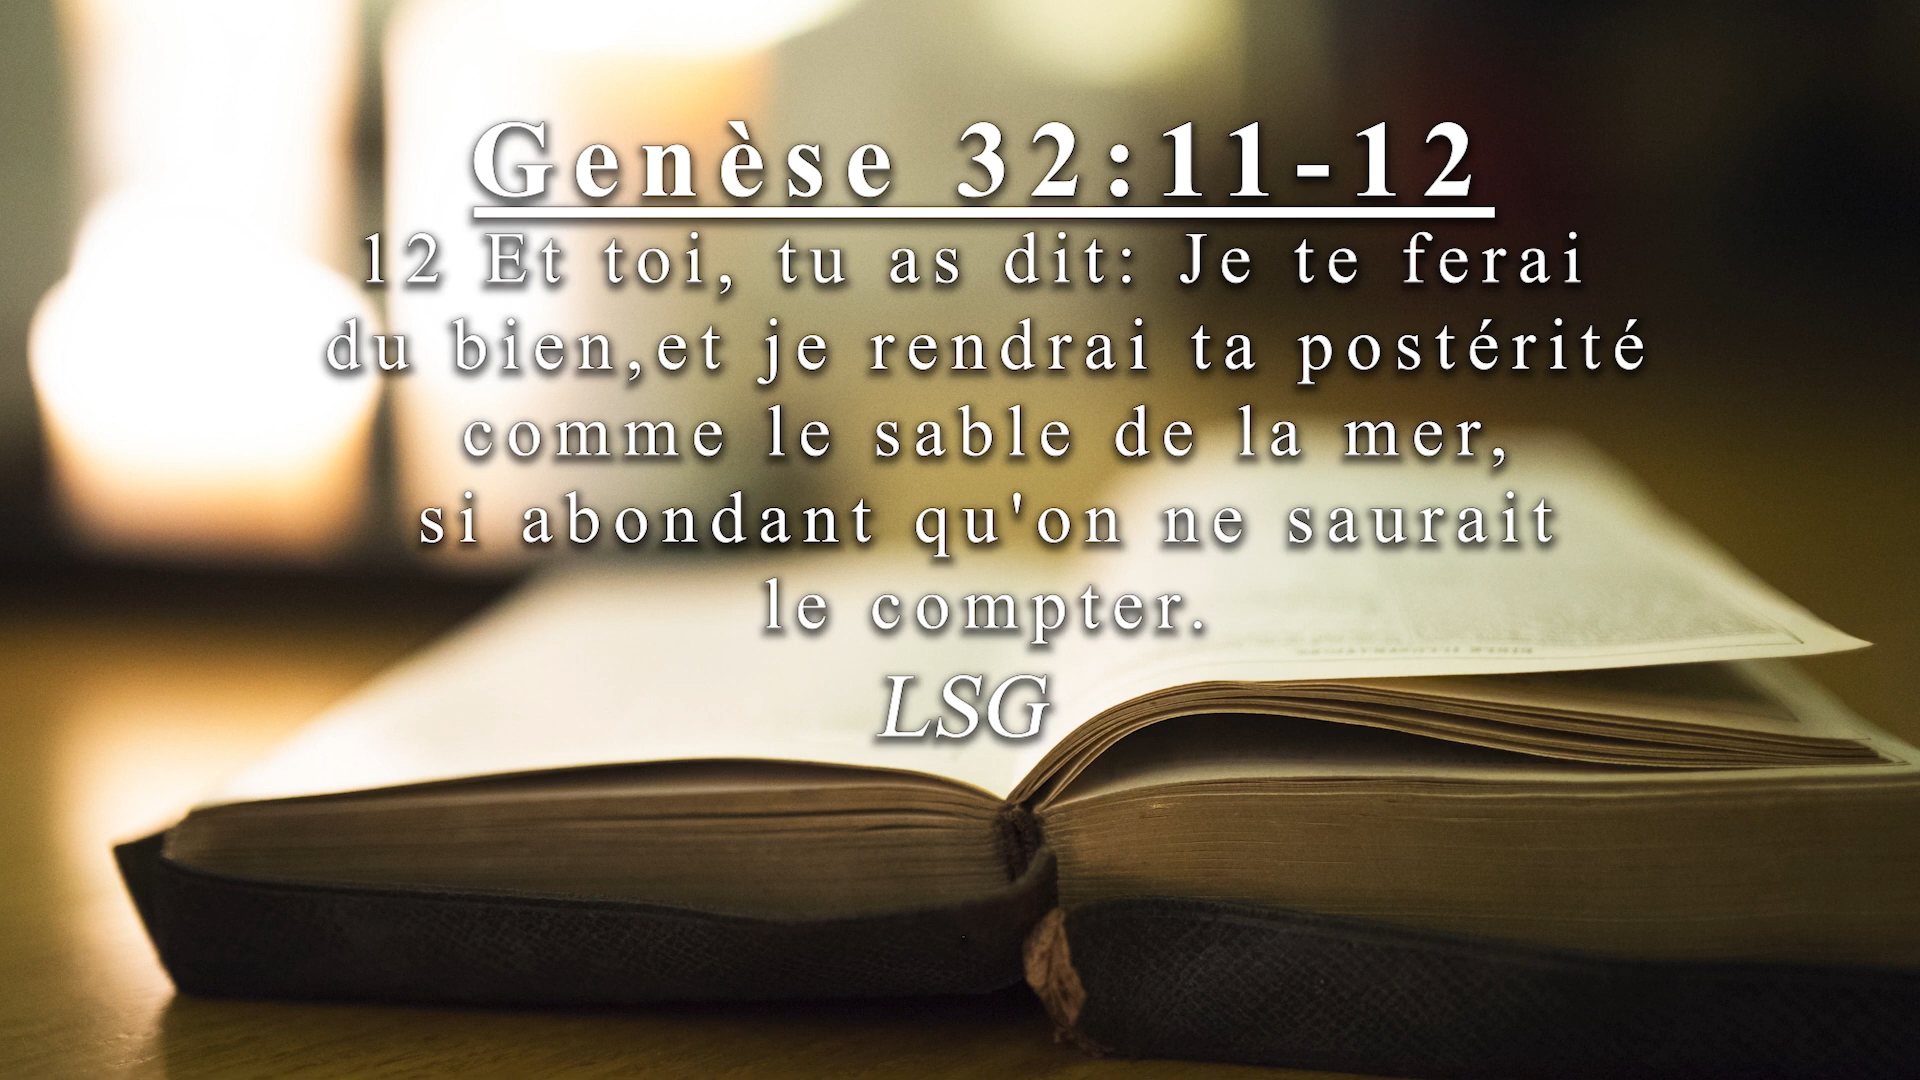 Genèse 32:11-12
12 Et toi, tu as dit: Je te ferai
du bien,et je rendrai ta postérité
comme le sable de la mer,
si abondant qu'on ne saurait
le compter.
LSG